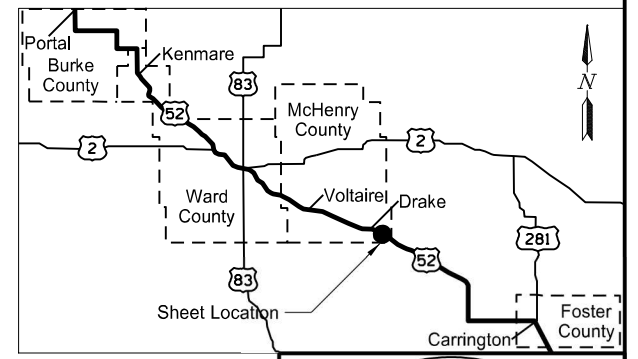 Portal
Burke
County
Kenmare
83
52
McHenry
County
N
2
2
Ward
County
Voltaire
Drake
281
52
83
Sheet Location
Foster
County
Carrington